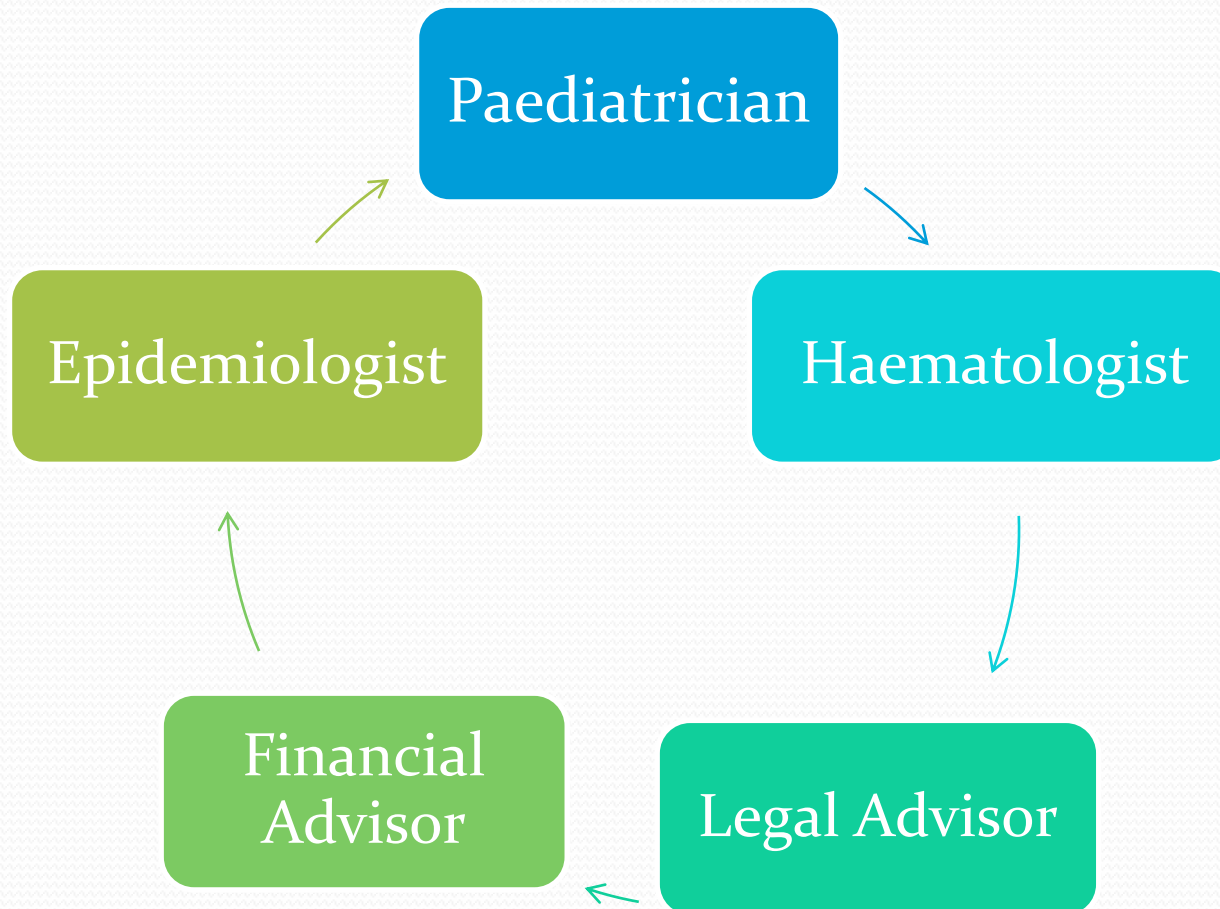 Paediatrician
Haematologist
Legal Advisor
Financial
Advisor
Epidemiologist